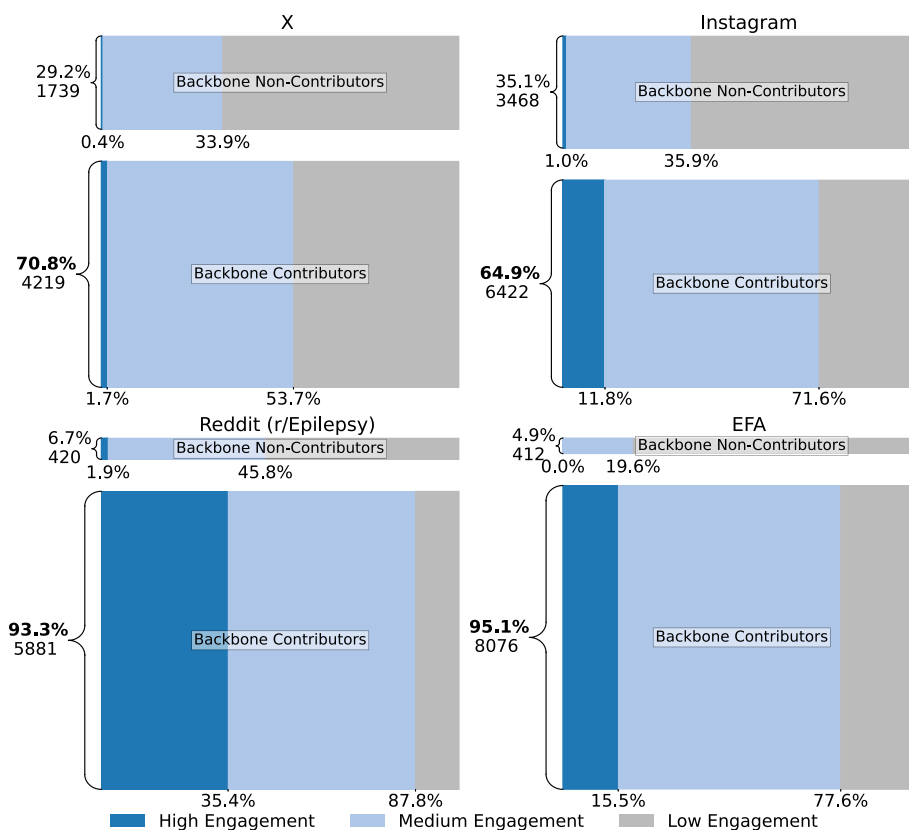 X
29.2%
1739
Backbone Non-Contributors
0.4%
33.9%
70.8%
4219
Backbone Contributors
1.7%
53.7%
Instagram
35.1%
3468
Backbone Non-Contributors
1.0%
35.9%
64.9%
6422
Backbone Contributors
11.8%
71.6%
Reddit (r/Epilepsy)
6.7%
420
Backbone Non-Contributors
1.9%
45.8%
93.3%
5881
Backbone Contributors
35.4%
87.8%
EFA
4.9%
412
Backbone Non-Contributors
0.0%
19.6%
95.1%
8076
Backbone Contributors
15.5%
77.6%
High Engagement
Medium Engagement
Low Engagement